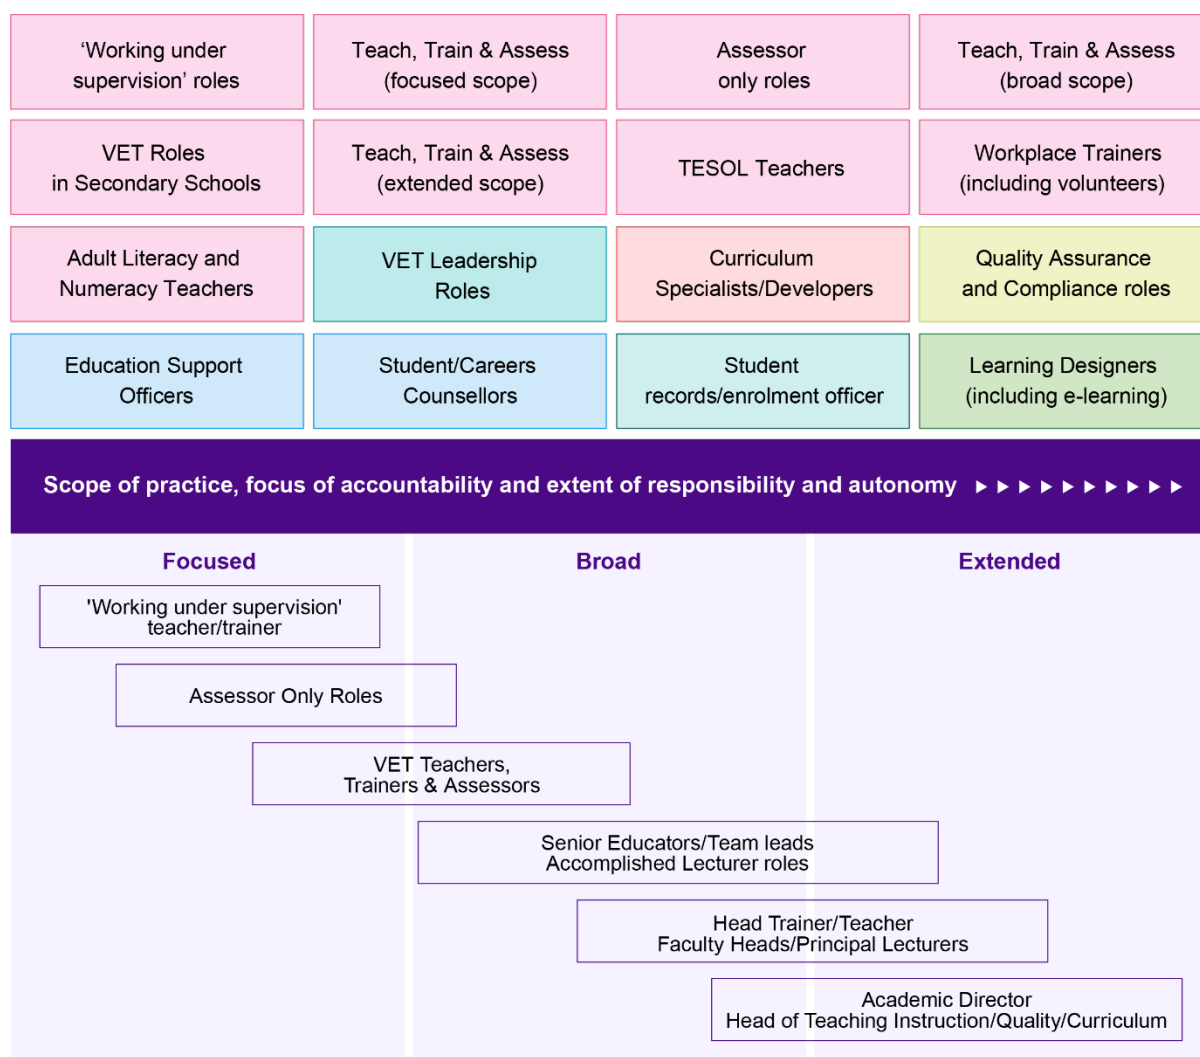 ‘Working under
supervision’ roles
Teach, Train & Assess
(focused scope)
Assessor
only roles
Teach, Train & Assess
(broad scope)
VET Roles
in Secondary Schools
Teach, Train & Assess
(extended scope)
TESOL Teachers
Workplace Trainers
(including volunteers)
Adult Literacy and
Numeracy Teachers
VET Leadership
Roles
Curriculum
Specialists/Developers
Quality Assurance
and Compliance roles
Education Support
Officers
Student/Careers
Counsellors
Student
records/enrolment officer
Learning Designers
(including e-learning)
Scope of practice, focus of accountability and extent of responsibility and autonomy
Focused
Broad
Extended
'Working under supervision'
teacher/trainer
Assessor Only Roles
VET Teachers,
Trainers & Assessors
Senior Educators/Team leads
Accomplished Lecturer roles
Head Trainer/Teacher
Faculty Heads/Principal Lecturers
Academic Director
Head of Teaching Instruction/Quality/Curriculum